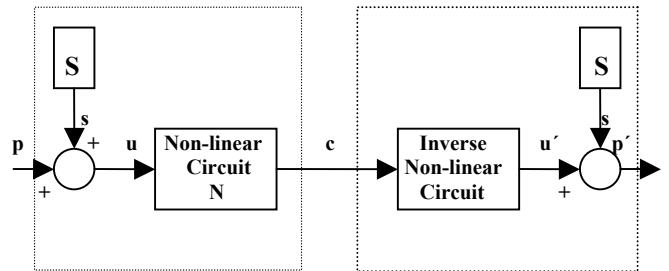 S
S
s
s
p
+
u
Non-linear
Circuit
N
c
Inverse
Non-linear
Circuit
u´
p´
+
+